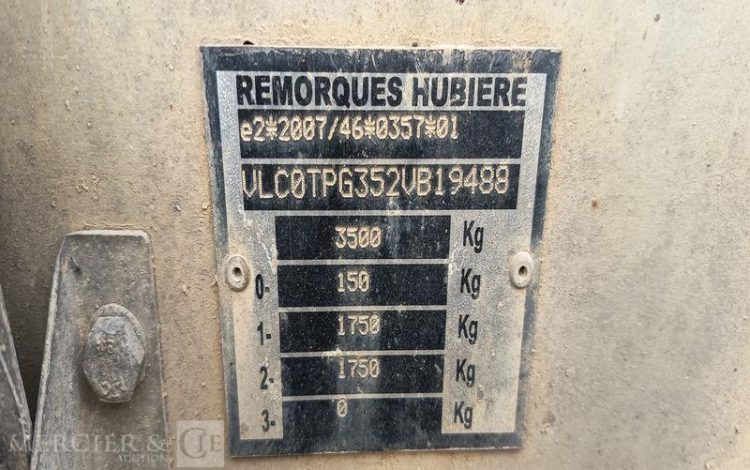 REMORQUES HUBIERE
e2*2007/46*0357*01
VLC0TPG352VB19488
3500 Kg
0- 150 Kg
1- 1750 Kg
2- 1750 Kg
3- 0 Kg
MERCIER & CIE
AUCTION